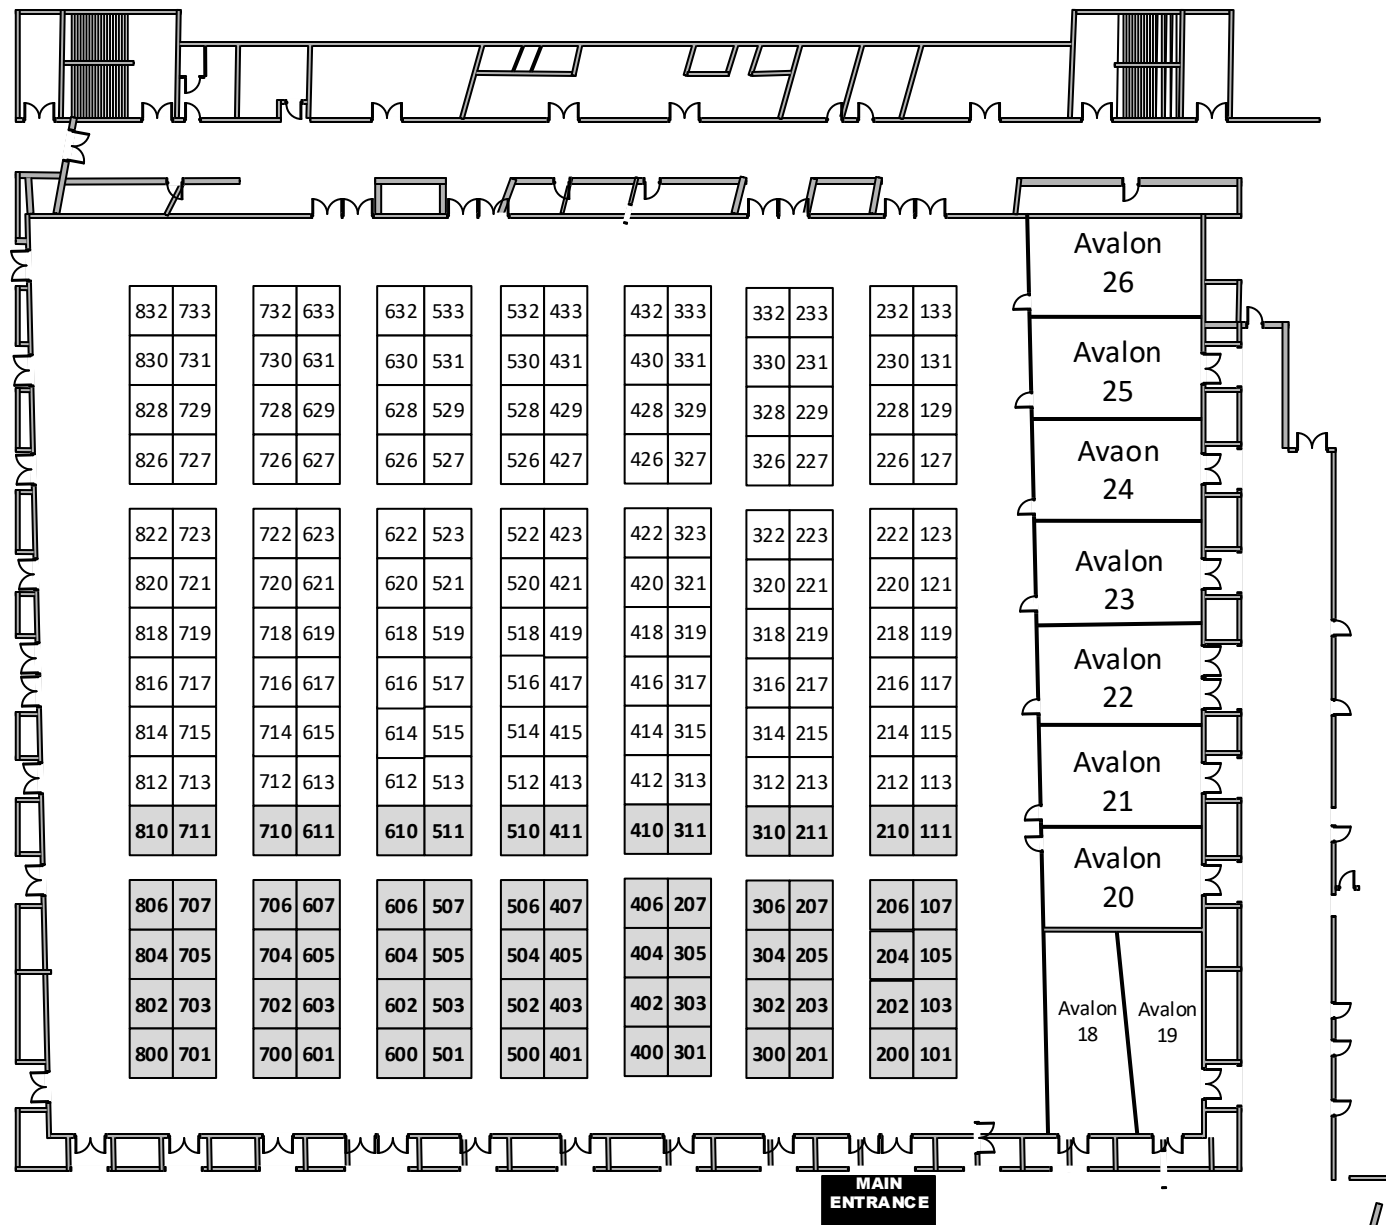 Avalon
26
832 733 732 633 632 533 532 433 432 333 332 233 232 133
Avalon
25
830 731 730 631 630 531 530 431 430 331 330 231 230 131
828 729 728 629 628 529 528 429 428 329 328 229 228 129
Avaon
24
826 727 726 627 626 527 526 427 426 327 326 227 226 127
822 723 722 623 622 523 522 423 422 323 322 223 222 123
Avalon
23
820 721 720 621 620 521 520 421 420 321 320 221 220 121
818 719 718 619 618 519 518 419 418 319 318 219 218 119
Avalon
22
816 717 716 617 616 517 516 417 416 317 316 217 216 117
814 715 714 615 614 515 514 415 414 315 314 215 214 115
Avalon
21
812 713 712 613 612 513 512 413 412 313 312 213 212 113
810 711 710 611 610 511 510 411 410 311 310 211 210 111
Avalon
20
806 707 706 607 606 507 506 407 406 207 306 207 206 107
804 705 704 605 604 505 504 405 404 305 304 205 204 105
802 703 702 603 602 503 502 403 402 303 302 203 202 103
Avalon
18
Avalon
19
800 701 700 601 600 501 500 401 400 301 300 201 200 101
MAIN
ENTRANCE